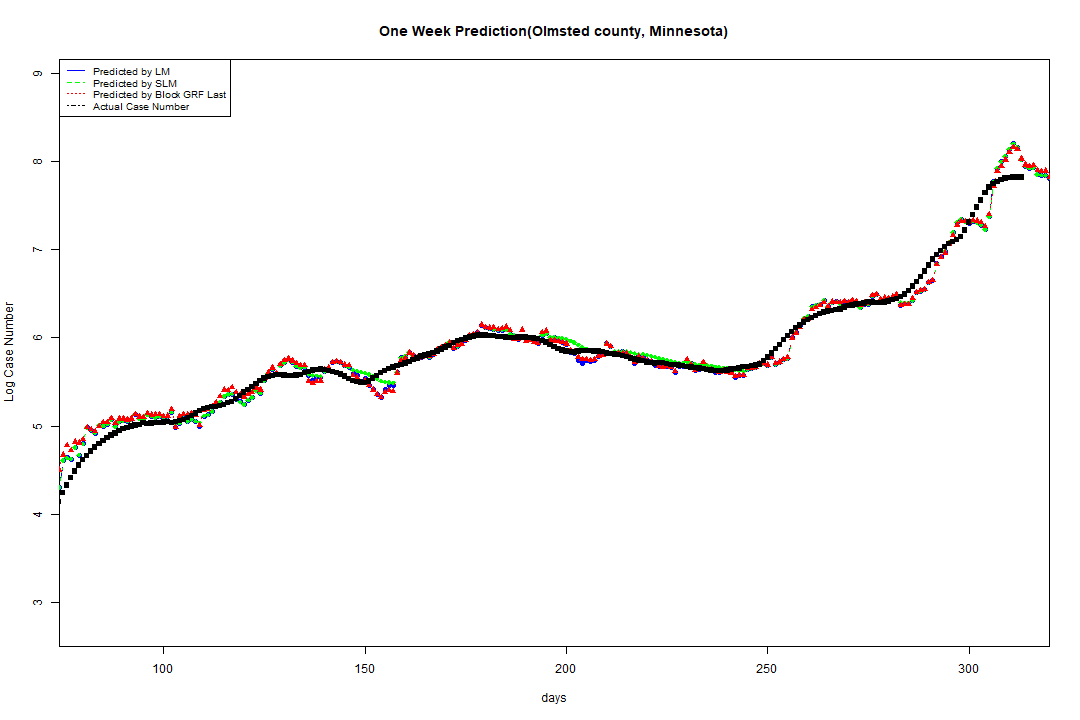 One Week Prediction(Olmsted county, Minnesota)
Predicted by LM
Predicted by SLM
Predicted by Block GRF Last
Actual Case Number
9
8
7
6
5
4
3
Log Case Number
100 150 200 250 300
days